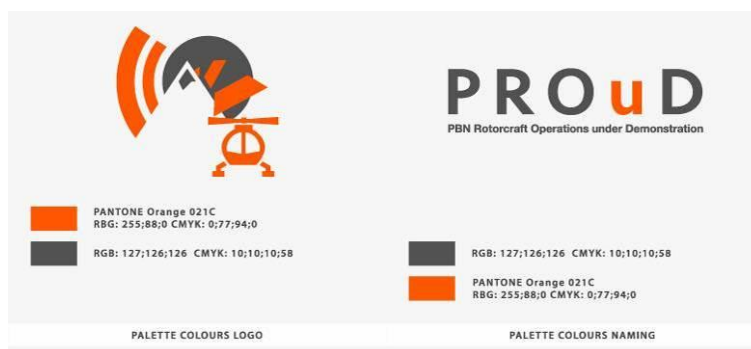 PROuD
PBN Rotorcraft Operations under Demonstration
PANTONE Orange 021C
RBG: 255;88;0 CMYK: 0;77;94;0
RGB: 127;126;126 CMYK: 10;10;10;58
RGB: 127;126;126 CMYK: 10;10;10;58
PANTONE Orange 021C
RBG: 255;88;0 CMYK: 0;77;94;0
PALETTE COLOURS LOGO
PALETTE COLOURS NAMING